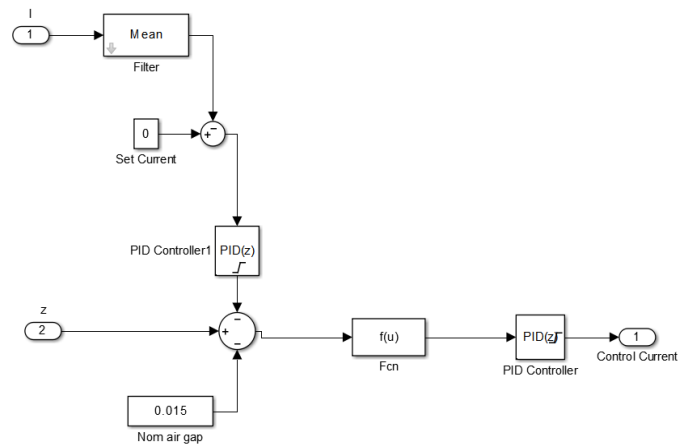 I
1
Mean
Filter
0
Set Current
+
−
PID Controller1
PID(z)
z
2
−
+
−
f(u)
Fcn
PID(z)
PID Controller
1
Control Current
0.015
Nom air gap